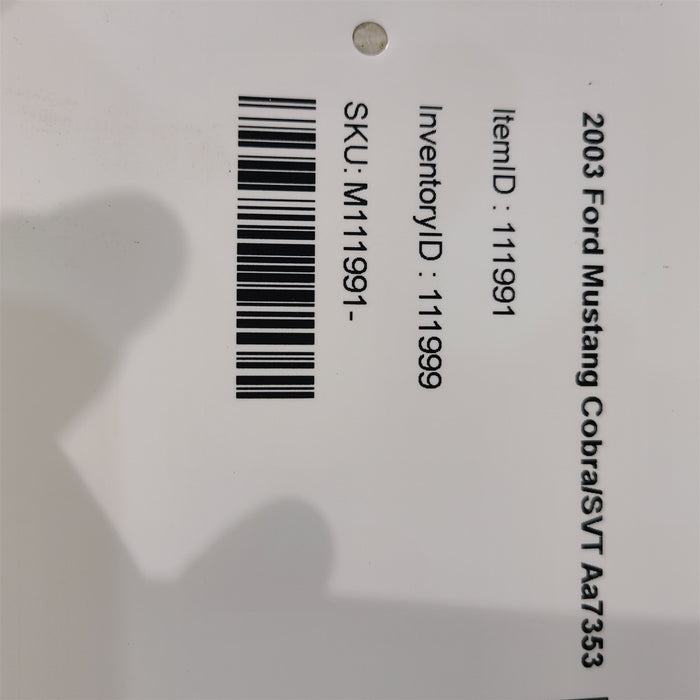 2003 Ford Mustang Cobra/SVT Aa7353
ItemID : 111991
InventoryID : 111999
SKU: M111991-